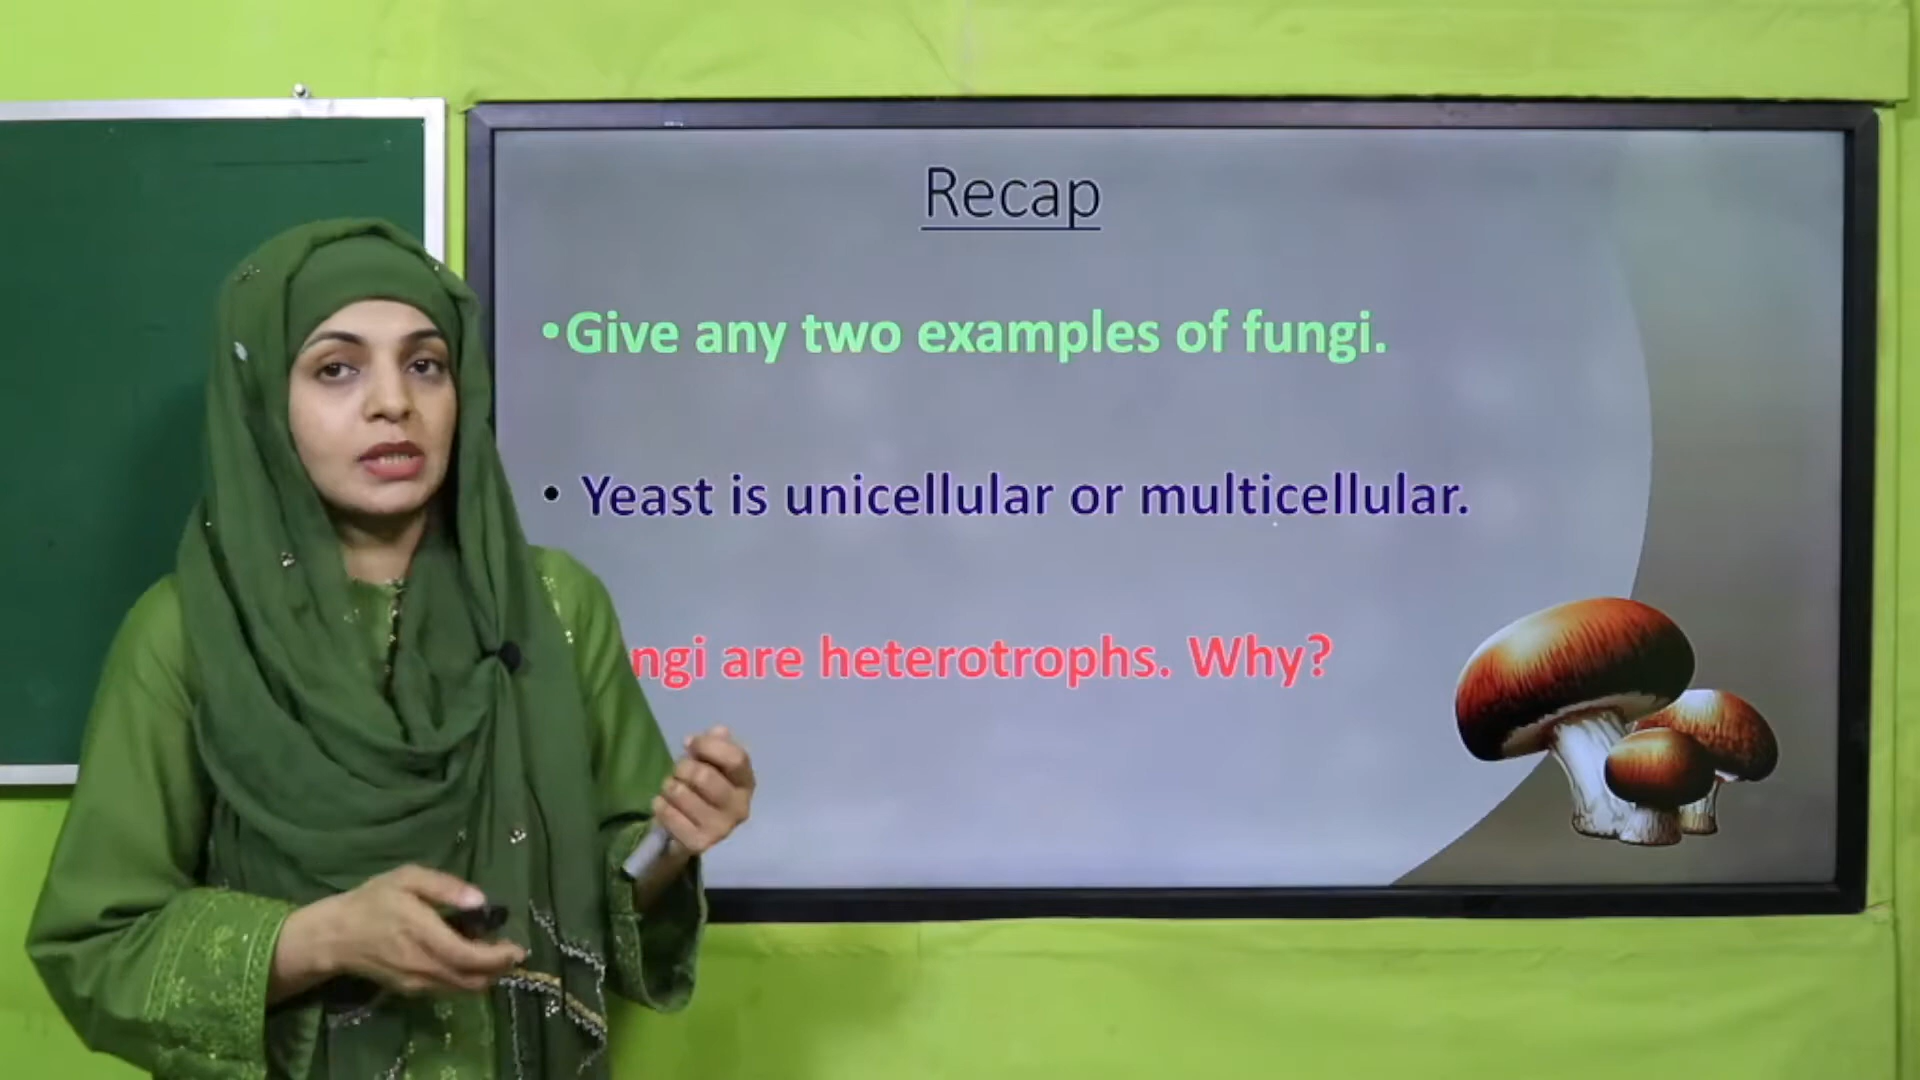 Recap
•Give any two examples of fungi.
• Yeast is unicellular or multicellular.
ngi are heterotrophs. Why?